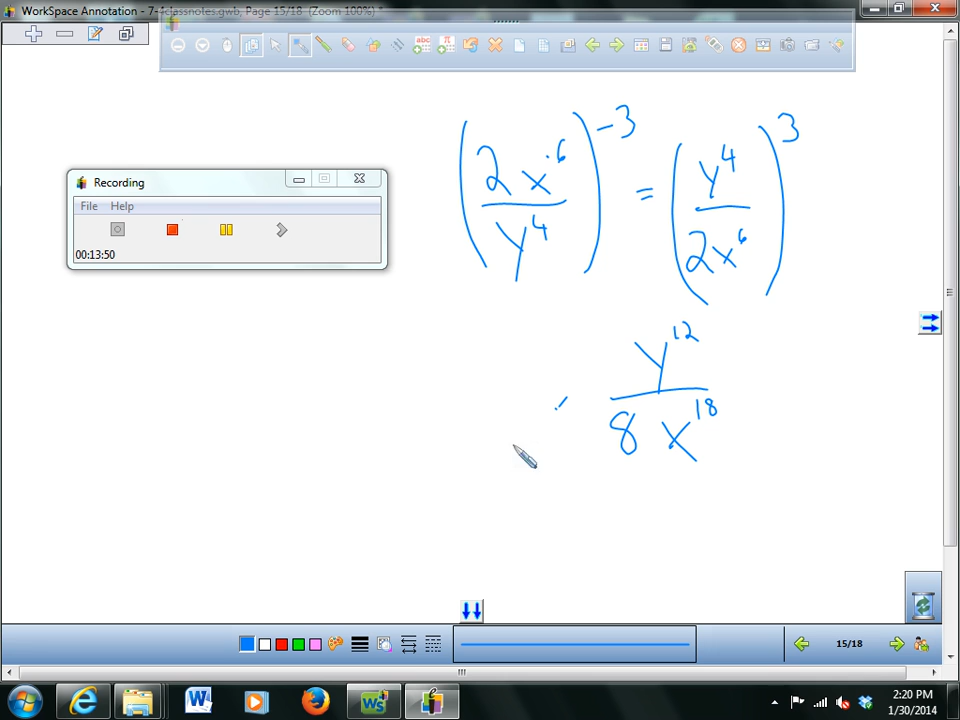 WorkSpace Annotation - 7-4classnotes.gwb, Page 15/18 (Zoom 100%) *
Recording
File Help
00:13:50
(2x^6 / y^4)^-3 = (y^4 / 2x^6)^3
y^12 / 8 x^18
15/18
2:20 PM
1/30/2014